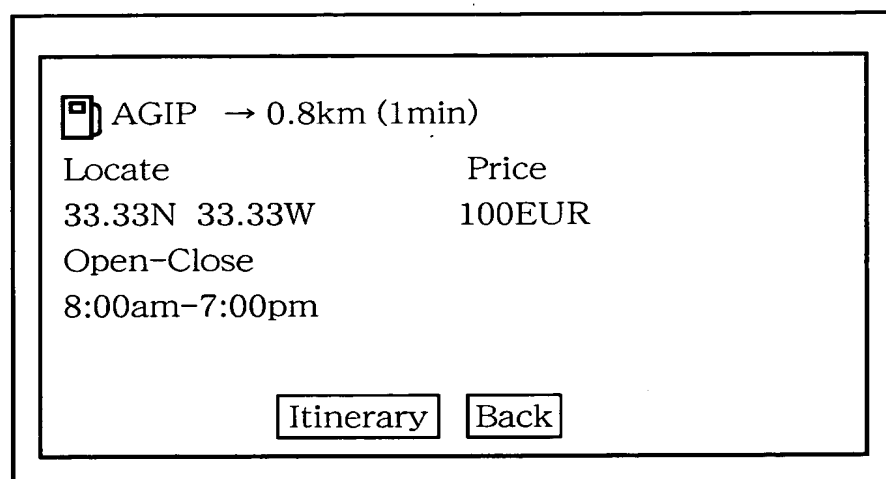 AGIP → 0.8km (1min)
Locate Price
33.33N 33.33W 100EUR
Open-Close
8:00am-7:00pm
Itinerary Back